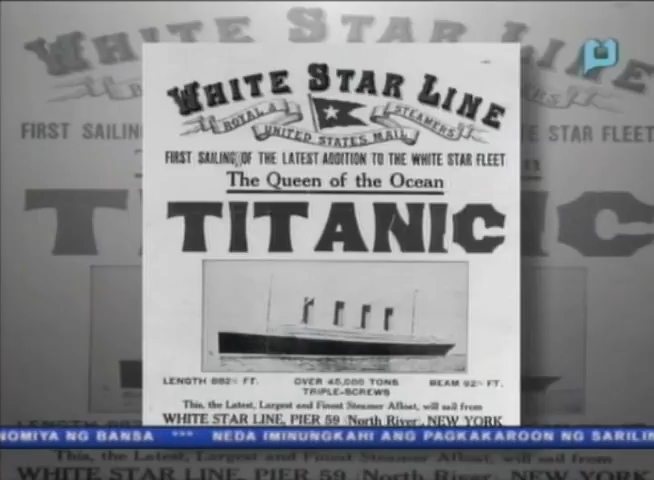 WHITE STAR LINE
ROYAL & UNITED STATES MAIL STEAMERS
FIRST SAILING OF THE LATEST ADDITION TO THE WHITE STAR FLEET
The Queen of the Ocean
TITANIC
LENGTH 882½ FT. OVER 45,000 TONS BEAM 92½ FT.
TRIPLE-SCREWS
This, the Latest, Largest and Finest Steamer Afloat, will sail from
WHITE STAR LINE, PIER 59 (North River), NEW YORK
NOMIYA NG BANSA *** NEDA IMINUNGKAHI ANG PAGKAKAROON NG SARILIN